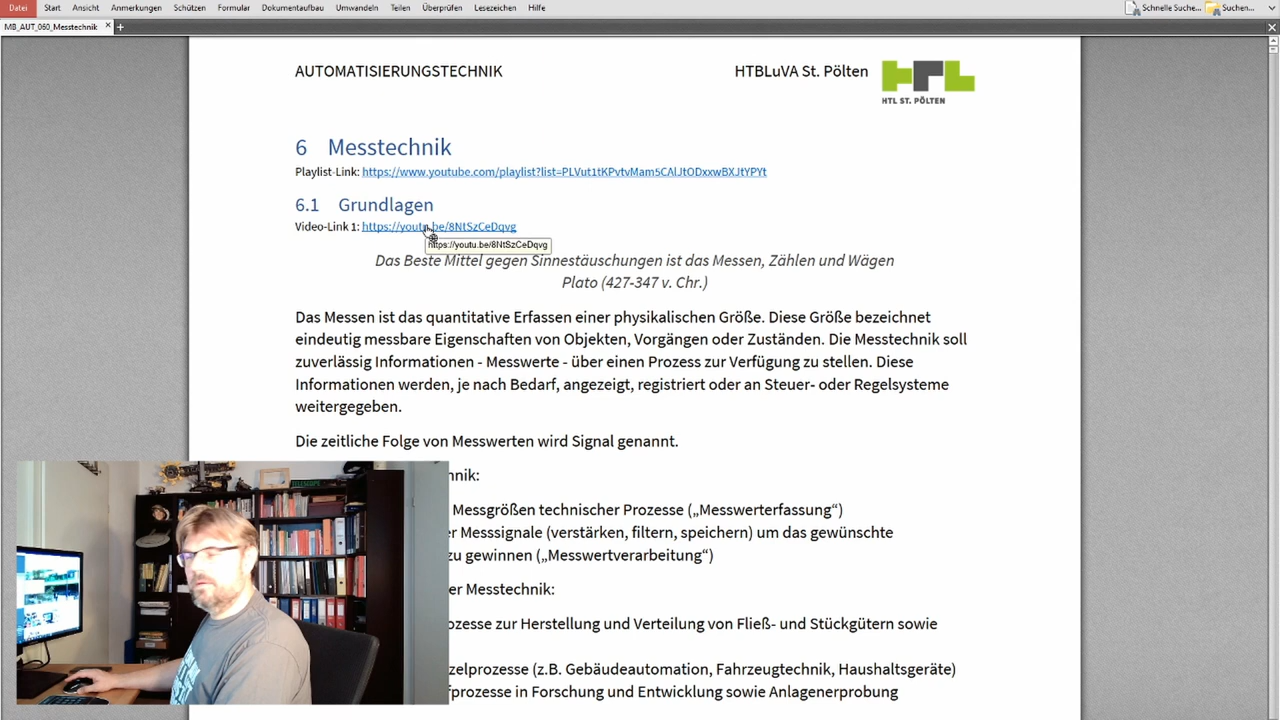 Datei Start Ansicht Anmerkungen Schützen Formular Dokumentaufbau Umwandeln Teilen Überprüfen Lesezeichen Hilfe Schnelle Suche... Suchen...
MB_AUT_060_Messtechnik
AUTOMATISIERUNGSTECHNIK HTBLuVA St. Pölten
HTL ST. PÖLTEN
6 Messtechnik
Playlist-Link: https://www.youtube.com/playlist?list=PLVut1tKPvtvMam5CAlJtODxxwBXJtYPYt
6.1 Grundlagen
Video-Link 1: https://youtu.be/8NtSzCeDqvg
https://youtu.be/8NtSzCeDqvg
Das Beste Mittel gegen Sinnestäuschungen ist das Messen, Zählen und Wägen
Plato (427-347 v. Chr.)
Das Messen ist das quantitative Erfassen einer physikalischen Größe. Diese Größe bezeichnet
eindeutig messbare Eigenschaften von Objekten, Vorgängen oder Zuständen. Die Messtechnik soll
zuverlässig Informationen - Messwerte - über einen Prozess zur Verfügung zu stellen. Diese
Informationen werden, je nach Bedarf, angezeigt, registriert oder an Steuer- oder Regelsysteme
weitergegeben.
Die zeitliche Folge von Messwerten wird Signal genannt.
nik:
Messgrößen technischer Prozesse („Messwerterfassung“)
er Messsignale (verstärken, filtern, speichern) um das gewünschte
zu gewinnen („Messwertverarbeitung“)
er Messtechnik:
ozesse zur Herstellung und Verteilung von Fließ- und Stückgütern sowie
zelprozesse (z.B. Gebäudeautomation, Fahrzeugtechnik, Haushaltsgeräte)
fprozesse in Forschung und Entwicklung sowie Anlagenerprobung